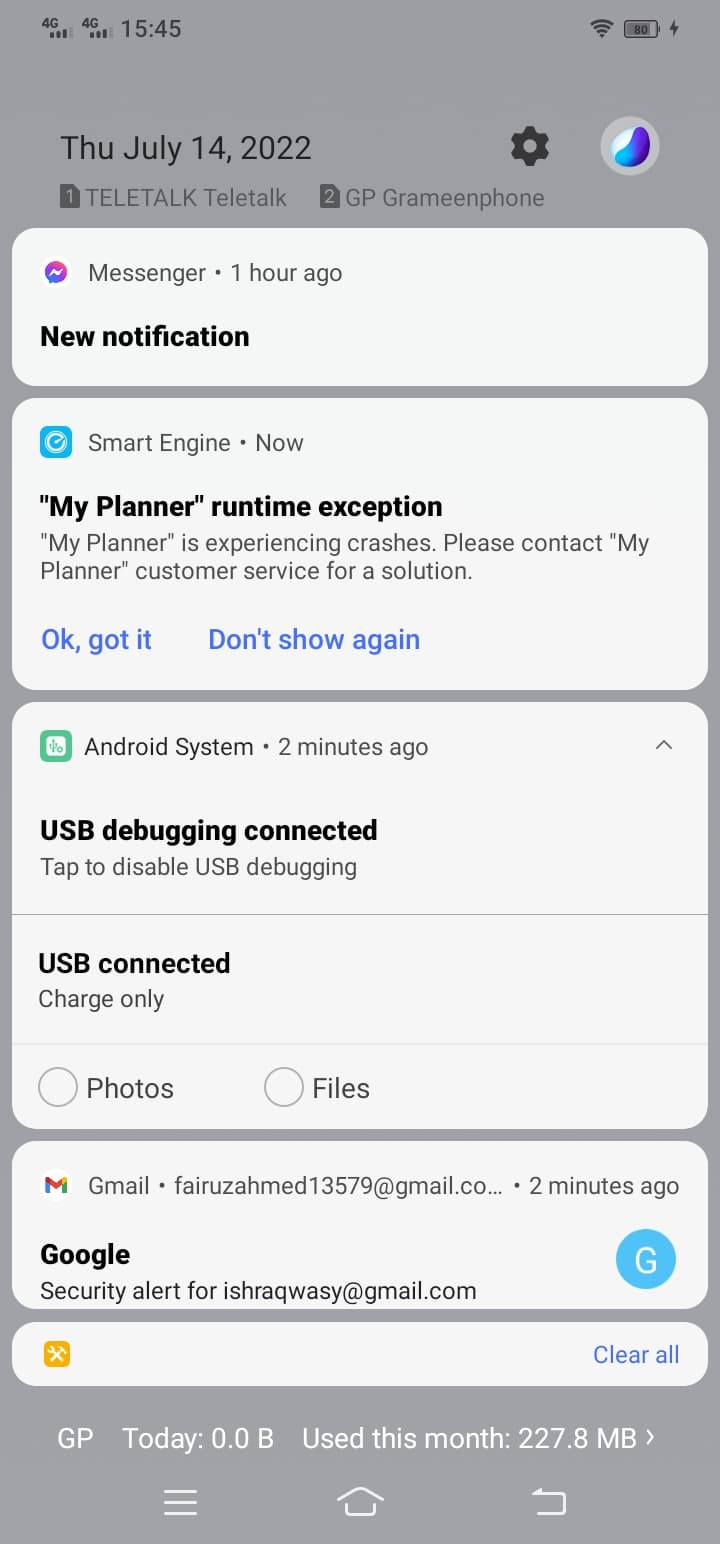 4G 4G 15:45 80
Thu July 14, 2022
1 TELETALK Teletalk 2 GP Grameenphone
Messenger • 1 hour ago
New notification
Smart Engine • Now
"My Planner" runtime exception
"My Planner" is experiencing crashes. Please contact "My
Planner" customer service for a solution.
Ok, got it Don't show again
Android System • 2 minutes ago
USB debugging connected
Tap to disable USB debugging
USB connected
Charge only
Photos Files
Gmail • fairuzahmed13579@gmail.co... • 2 minutes ago
Google
G
Security alert for ishraqwasy@gmail.com
Clear all
GP Today: 0.0 B Used this month: 227.8 MB ›